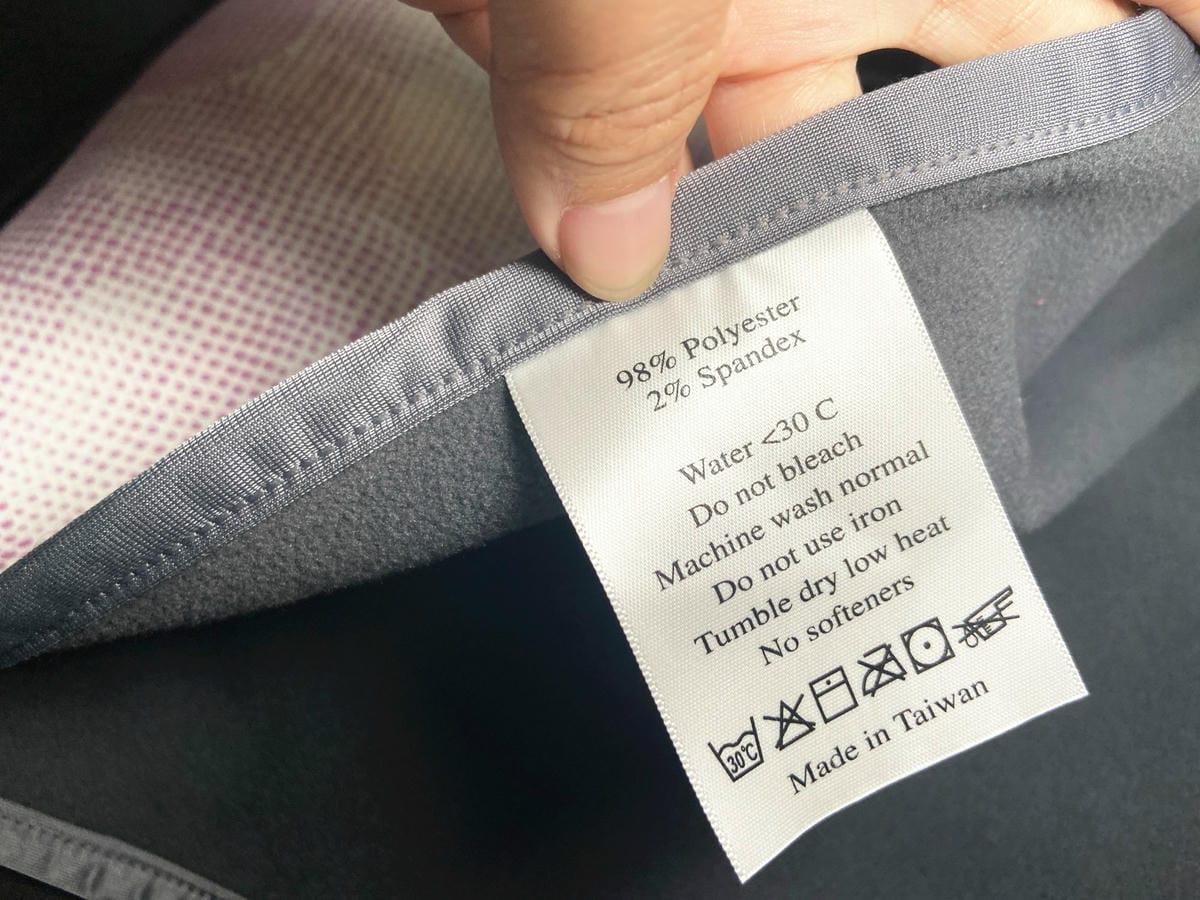 98% Polyester
2% Spandex
Water <30 C
Do not bleach
Machine wash normal
Do not use iron
Tumble dry low heat
No softeners
30°C
Made in Taiwan